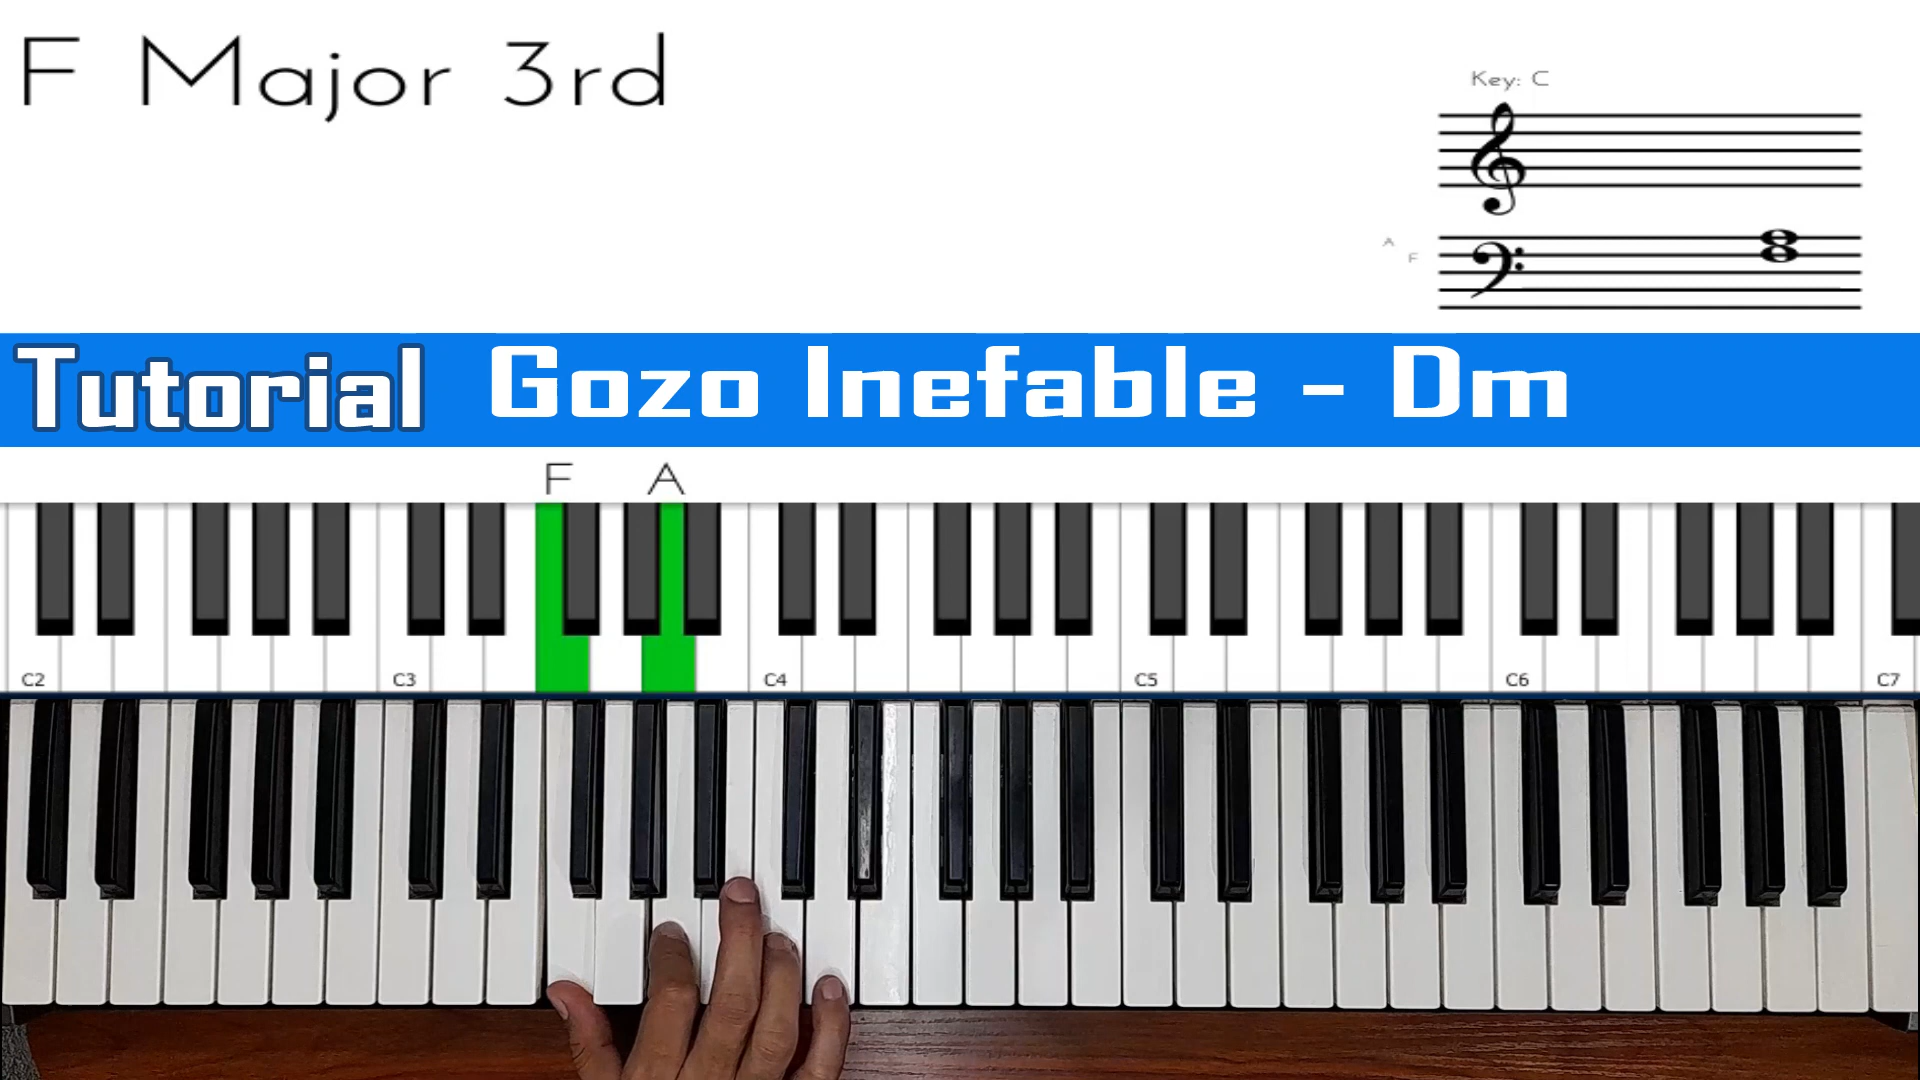 F Major 3rd
Key: C
A
F
Tutorial Gozo Inefable - Dm
F A
C2 C3 C4 C5 C6 C7